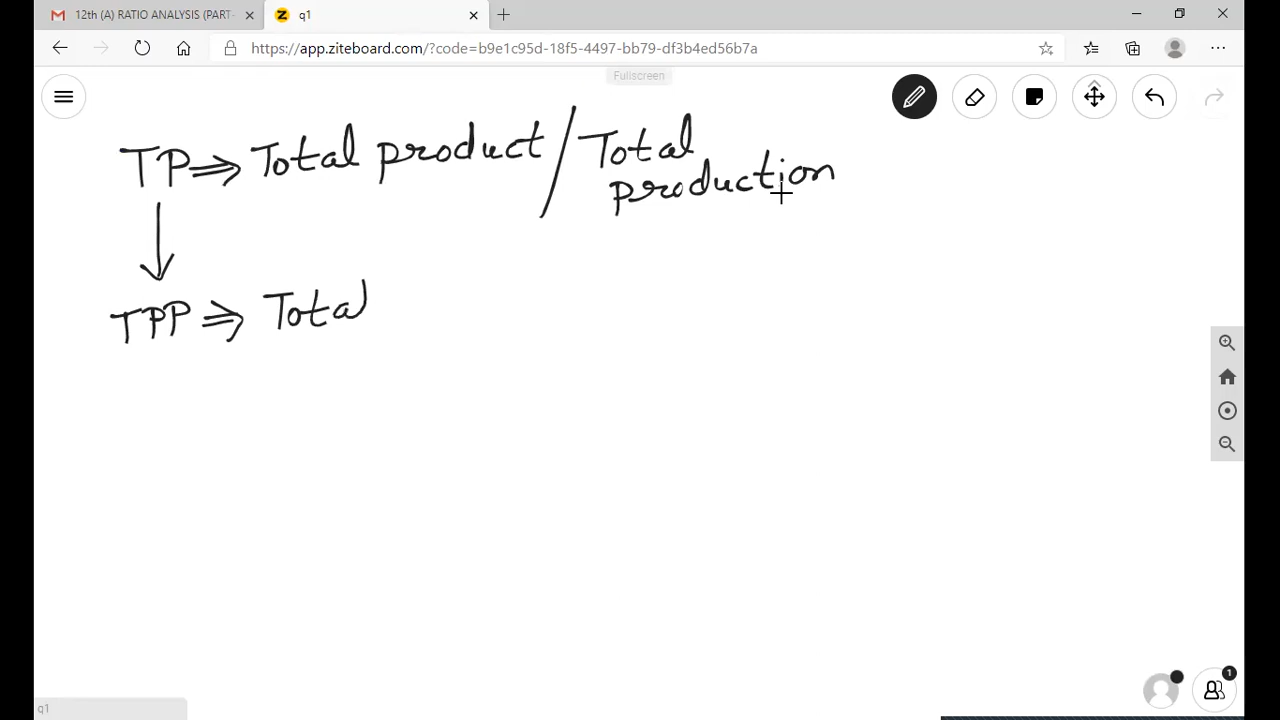 12th (A) RATIO ANALYSIS (PART-
q1
https://app.ziteboard.com/?code=b9e1c95d-18f5-4497-bb79-df3b4ed56b7a
Fullscreen
TP ⇒ Total product / Total production
↓
TPP ⇒ Total
1
q1